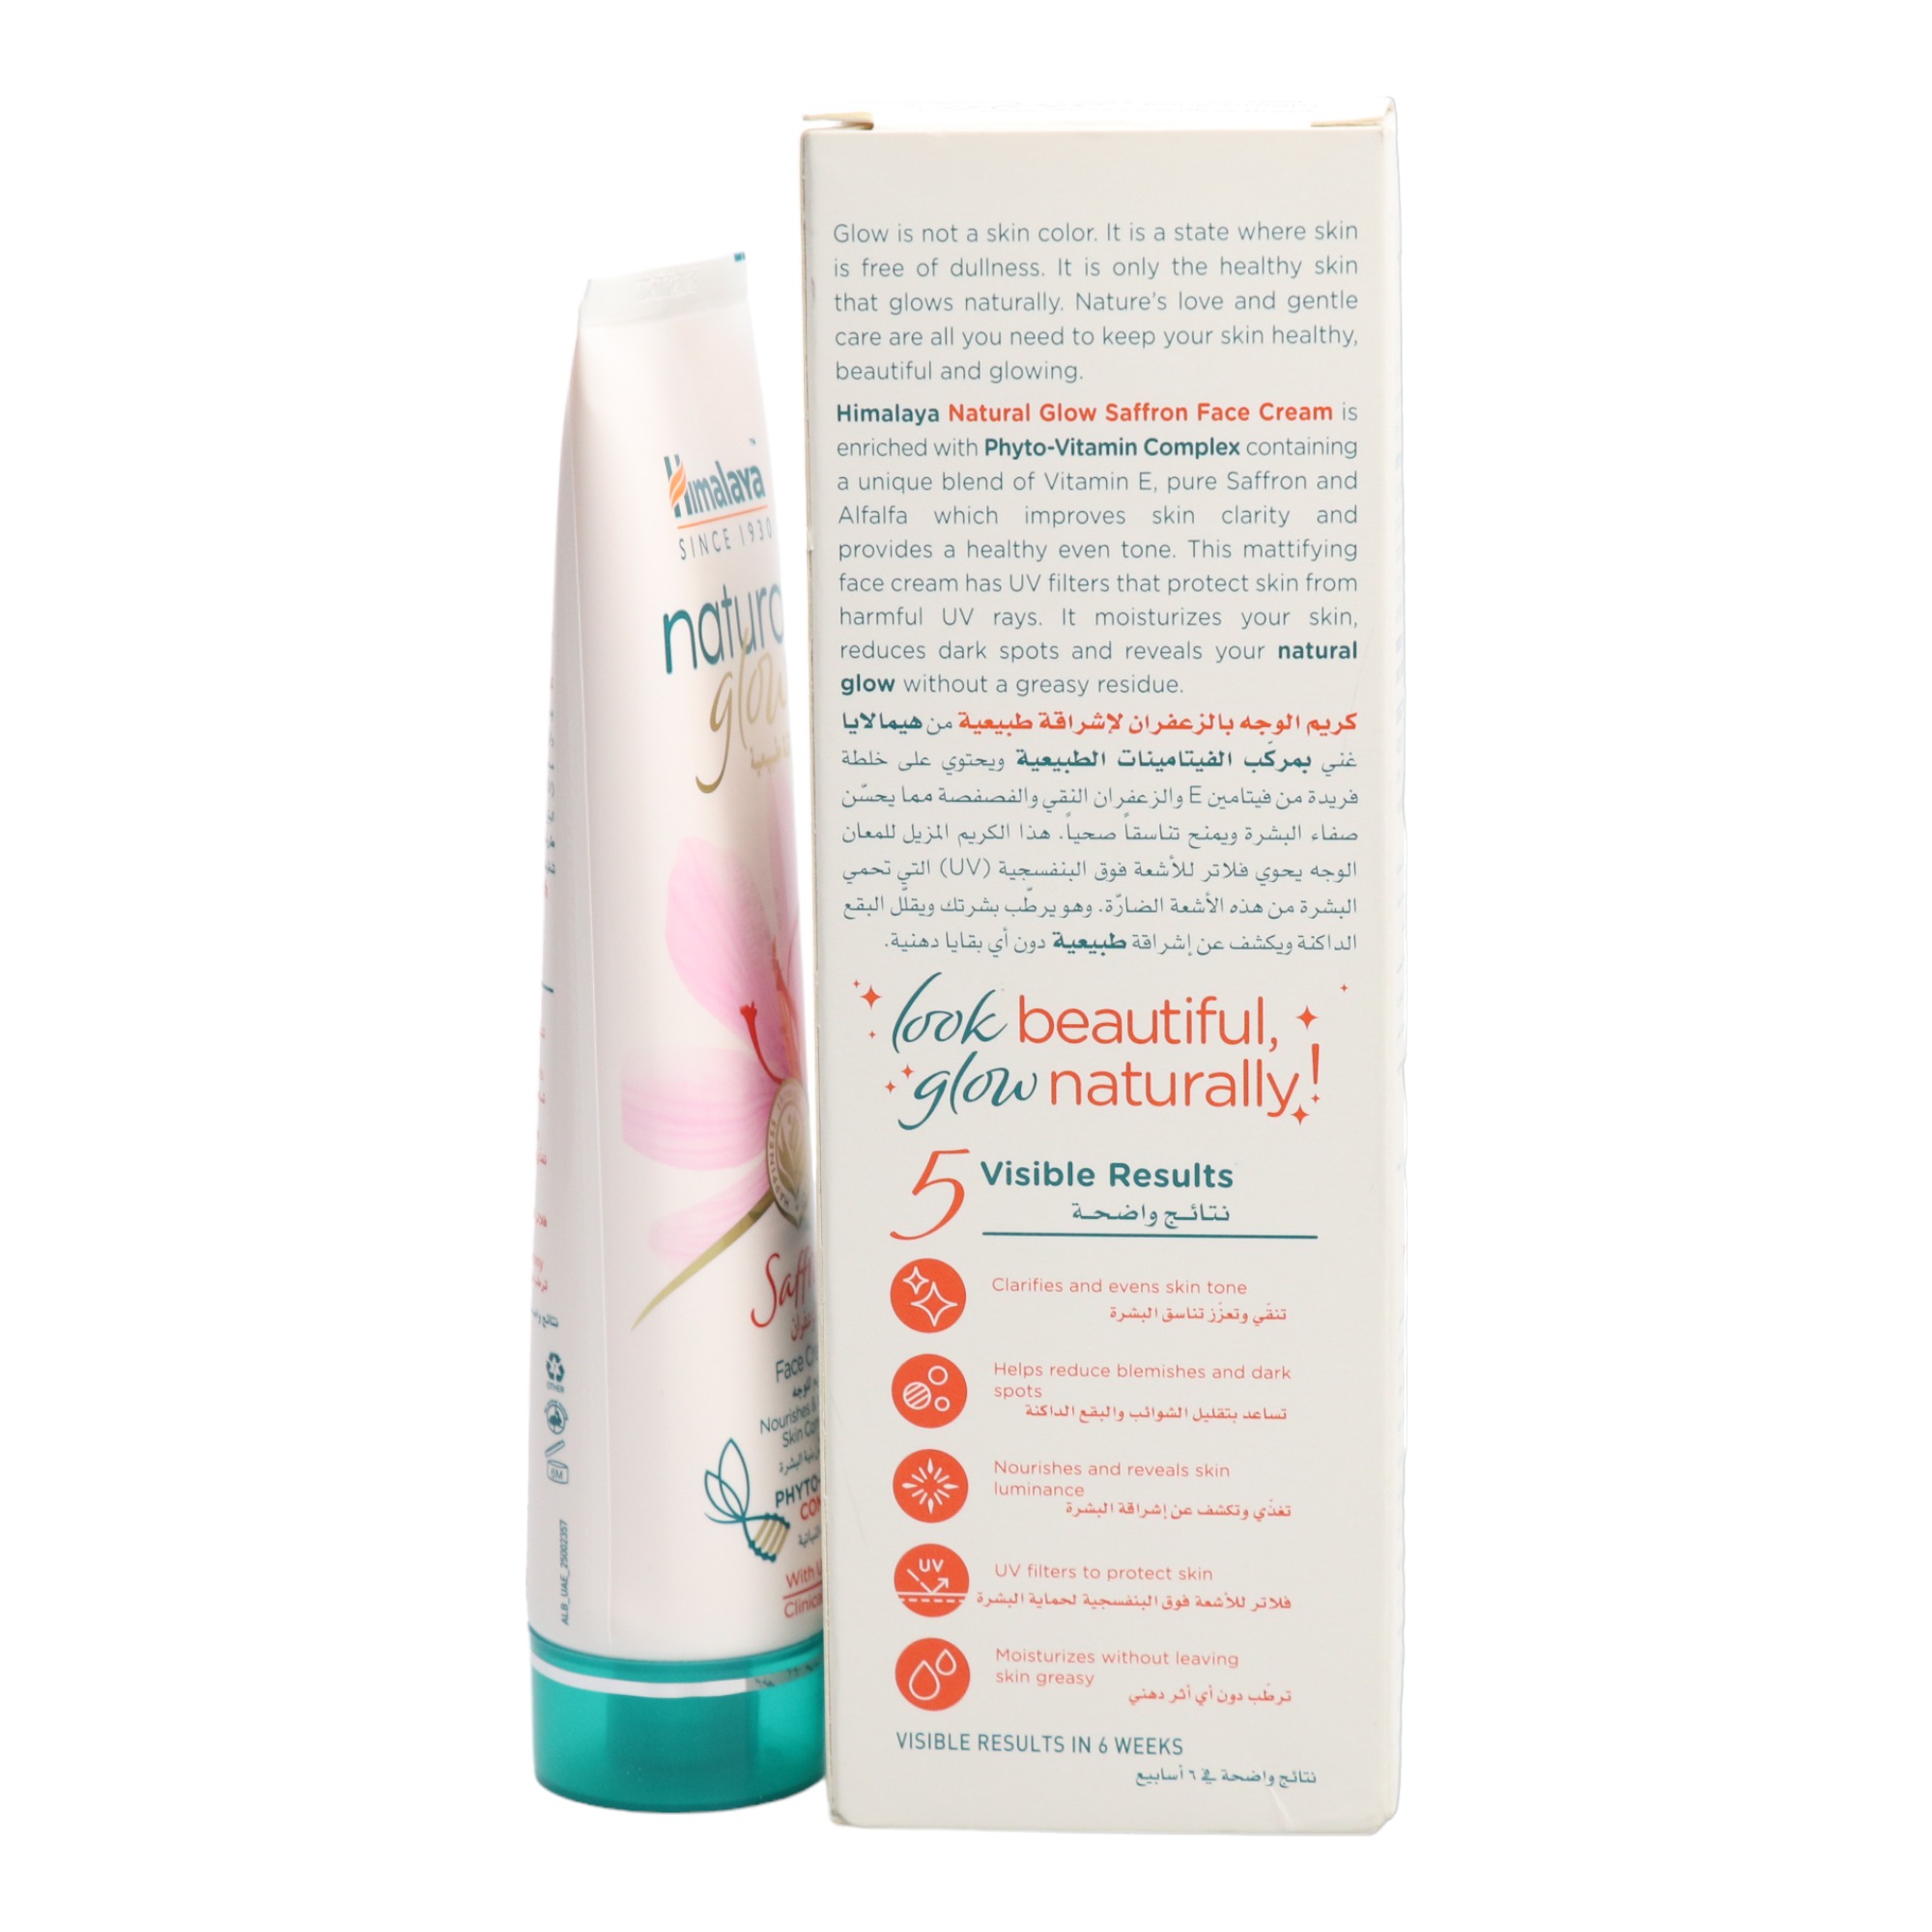 Himalaya
SINCE 1930
glow
Face
Nourishes
Skin
OTHER
6M
ALB_UAE_25002357
With
Glow is not a skin color. It is a state where skin
is free of dullness. It is only the healthy skin
that glows naturally. Nature's love and gentle
care are all you need to keep your skin healthy,
beautiful and glowing.
Himalaya Natural Glow Saffron Face Cream is
enriched with Phyto-Vitamin Complex containing
a unique blend of Vitamin E, pure Saffron and
Alfalfa which improves skin clarity and
provides a healthy even tone. This mattifying
face cream has UV filters that protect skin from
harmful UV rays. It moisturizes your skin,
reduces dark spots and reveals your natural
glow without a greasy residue.
كريم الوجه بالزعفران لإشراقة طبيعية من هيمالايا
غني بمركّب الفيتامينات الطبيعية ويحتوي على خلطة
فريدة من فيتامين E والزعفران النقي والفصفصة مما يحسّن
صفاء البشرة ويمنح تناسقاً صحياً. هذا الكريم المزيل للمعان
الوجه يحوي فلاتر للأشعة فوق البنفسجية (UV) التي تحمي
البشرة من هذه الأشعة الضارّة. وهو يرطّب بشرتك ويقلّل البقع
الداكنة ويكشف عن إشراقة طبيعية دون أي بقايا دهنية.
look beautiful,
glow naturally!
5 Visible Results
نتائج واضحة
Clarifies and evens skin tone
تنقّي وتعزّز تناسق البشرة
Helps reduce blemishes and dark
spots
تساعد بتقليل الشوائب والبقع الداكنة
Nourishes and reveals skin
luminance
تغذّي وتكشف عن إشراقة البشرة
UV
UV filters to protect skin
فلاتر للأشعة فوق البنفسجية لحماية البشرة
Moisturizes without leaving
skin greasy
ترطّب دون أي أثر دهني
VISIBLE RESULTS IN 6 WEEKS
نتائج واضحة في ٦ أسابيع